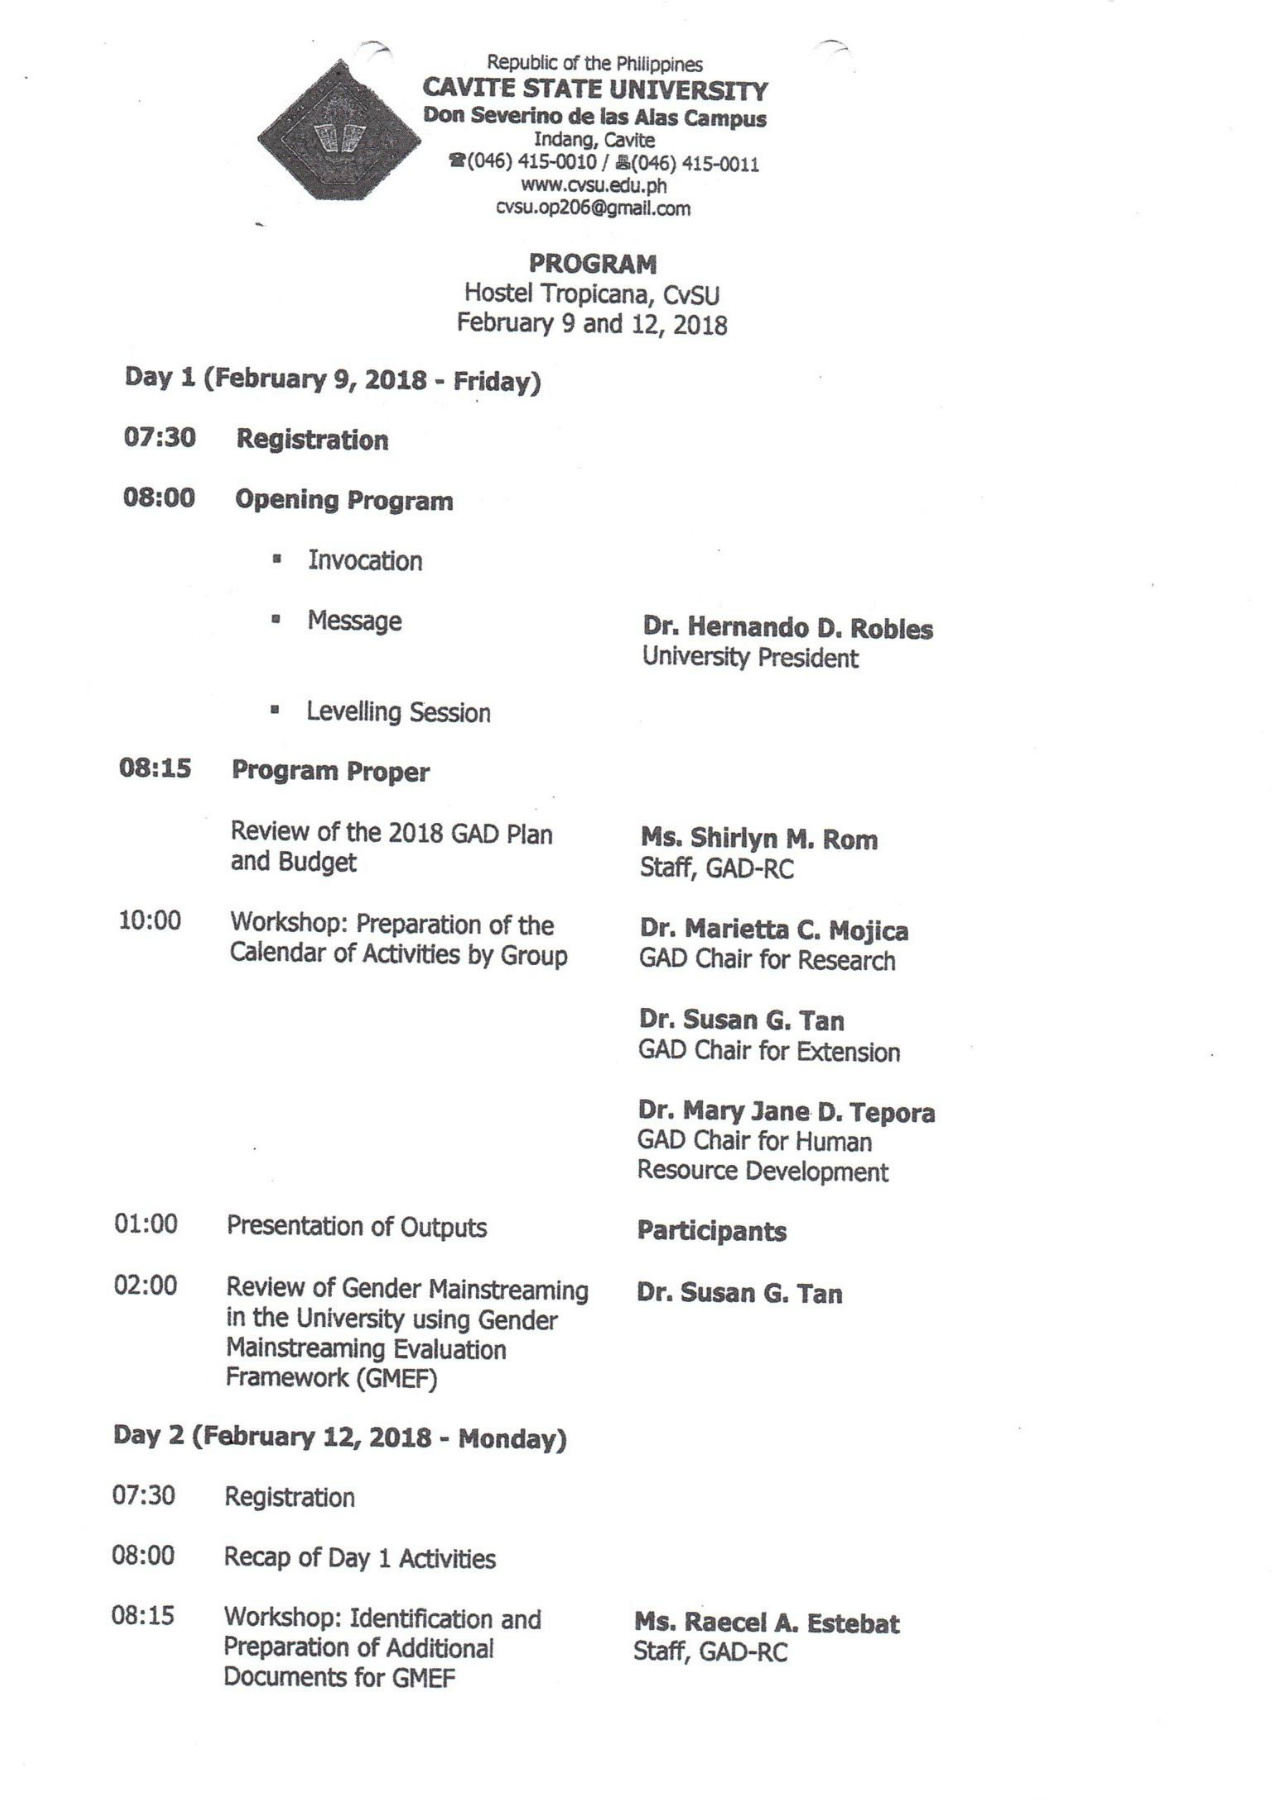 Republic of the Philippines
CAVITE STATE UNIVERSITY
Don Severino de las Alas Campus
Indang, Cavite
☎(046) 415-0010 / 📠(046) 415-0011
www.cvsu.edu.ph
cvsu.op206@gmail.com
PROGRAM
Hostel Tropicana, CvSU
February 9 and 12, 2018
Day 1 (February 9, 2018 - Friday)
07:30 Registration
08:00 Opening Program
▪ Invocation
▪ Message Dr. Hernando D. Robles
University President
▪ Levelling Session
08:15 Program Proper
Review of the 2018 GAD Plan Ms. Shirlyn M. Rom
and Budget Staff, GAD-RC
10:00 Workshop: Preparation of the Dr. Marietta C. Mojica
Calendar of Activities by Group GAD Chair for Research
Dr. Susan G. Tan
GAD Chair for Extension
Dr. Mary Jane D. Tepora
GAD Chair for Human
Resource Development
01:00 Presentation of Outputs Participants
02:00 Review of Gender Mainstreaming Dr. Susan G. Tan
in the University using Gender
Mainstreaming Evaluation
Framework (GMEF)
Day 2 (February 12, 2018 - Monday)
07:30 Registration
08:00 Recap of Day 1 Activities
08:15 Workshop: Identification and Ms. Raecel A. Estebat
Preparation of Additional Staff, GAD-RC
Documents for GMEF